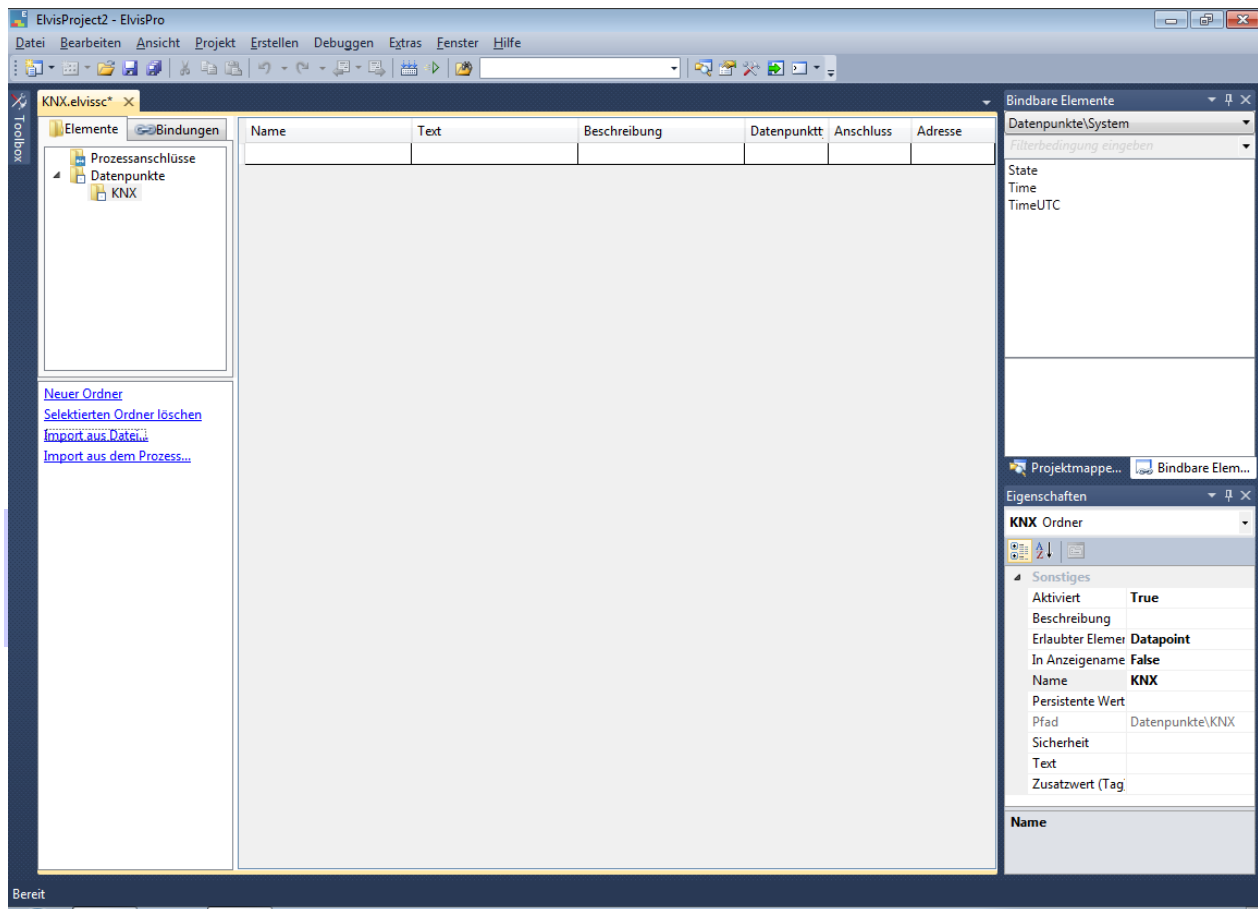 ElvisProject2 - ElvisPro
Datei Bearbeiten Ansicht Projekt Erstellen Debuggen Extras Fenster Hilfe
Toolbox
KNX.elvissc*
Elemente Bindungen
Prozessanschlüsse
Datenpunkte
KNX
Neuer Ordner
Selektierten Ordner löschen
Import aus Datei...
Import aus dem Prozess...
Name Text Beschreibung Datenpunktt Anschluss Adresse
Bindbare Elemente
Datenpunkte\System
Filterbedingung eingeben
State
Time
TimeUTC
Projektmappe... Bindbare Elem...
Eigenschaften
KNX Ordner
Sonstiges
Aktiviert True
Beschreibung
Erlaubter Elemer Datapoint
In Anzeigename False
Name KNX
Persistente Wert
Pfad Datenpunkte\KNX
Sicherheit
Text
Zusatzwert (Tag)
Name
Bereit